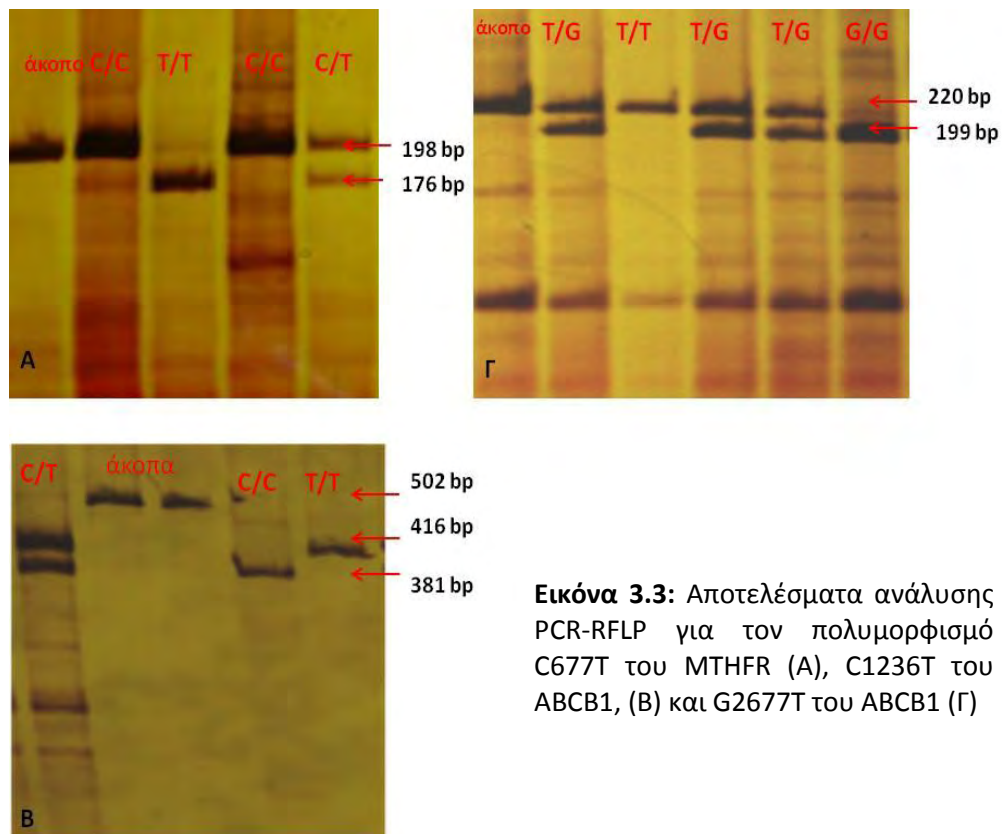 άκοπο C/C T/T C/C C/T
198 bp
176 bp
A
άκοπο T/G T/T T/G T/G G/G
220 bp
199 bp
Γ
C/T άκοπα C/C T/T
502 bp
416 bp
381 bp
B
Εικόνα 3.3: Αποτελέσματα ανάλυσης
PCR-RFLP για τον πολυμορφισμό
C677T του MTHFR (A), C1236T του
ABCB1, (B) και G2677T του ABCB1 (Γ)